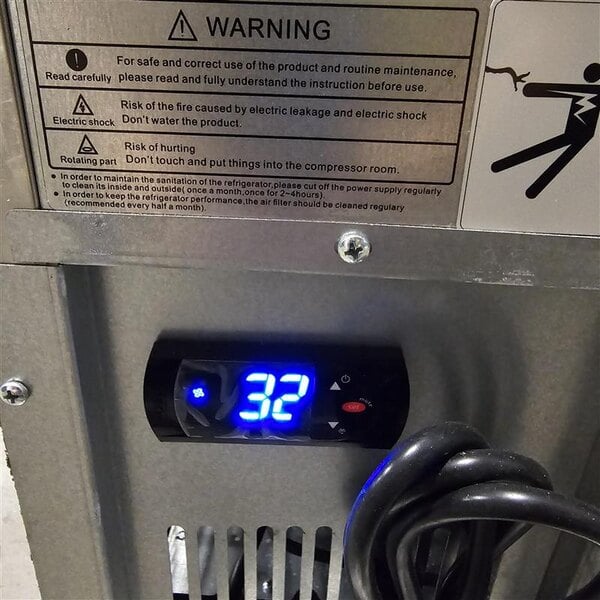 WARNING
For safe and correct use of the product and routine maintenance,
Read carefully please read and fully understand the instruction before use.
Risk of the fire caused by electric leakage and electric shock
Electric shock Don't water the product.
Risk of hurting
Rotating part Don't touch and put things into the compressor room.
• In order to maintain the sanitation of the refrigerator,please cut off the power supply regularly
to clean its inside and outside( once a month,once for 2~4hours).
• In order to keep the refrigerator performance,the air filter should be cleaned regulary
(recommended every half a month).
32